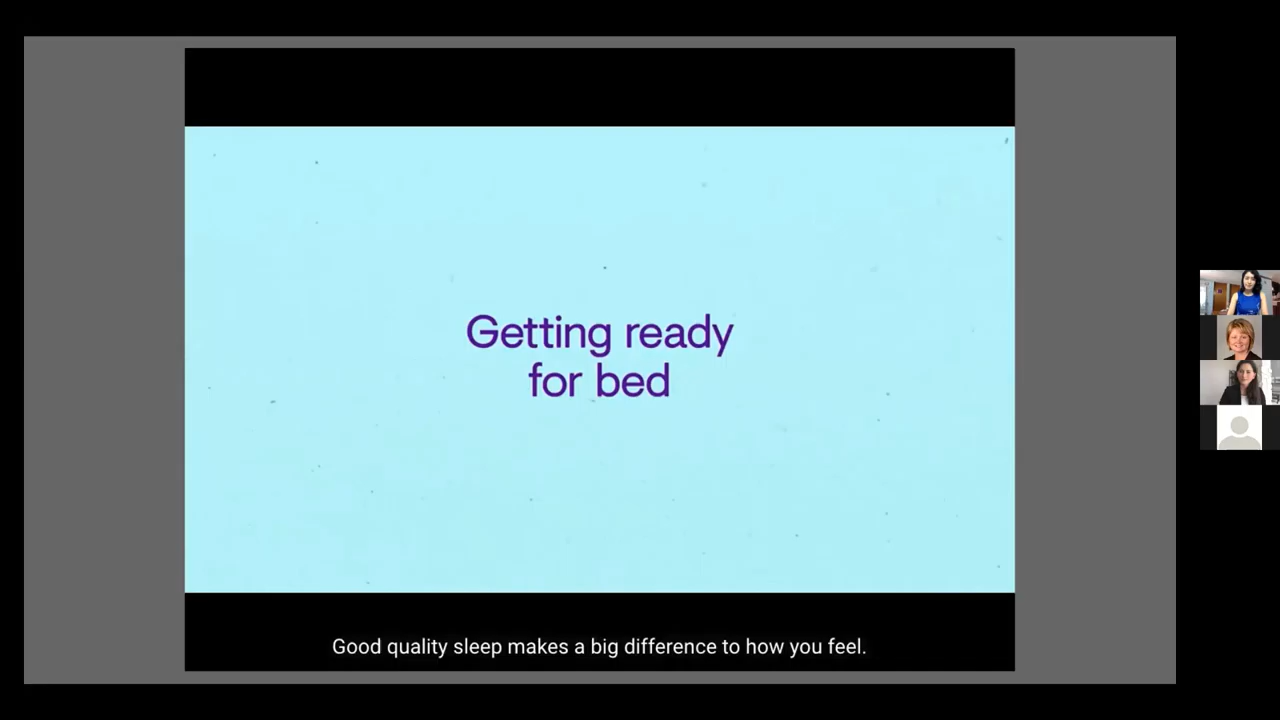 Getting ready
for bed
Good quality sleep makes a big difference to how you feel.